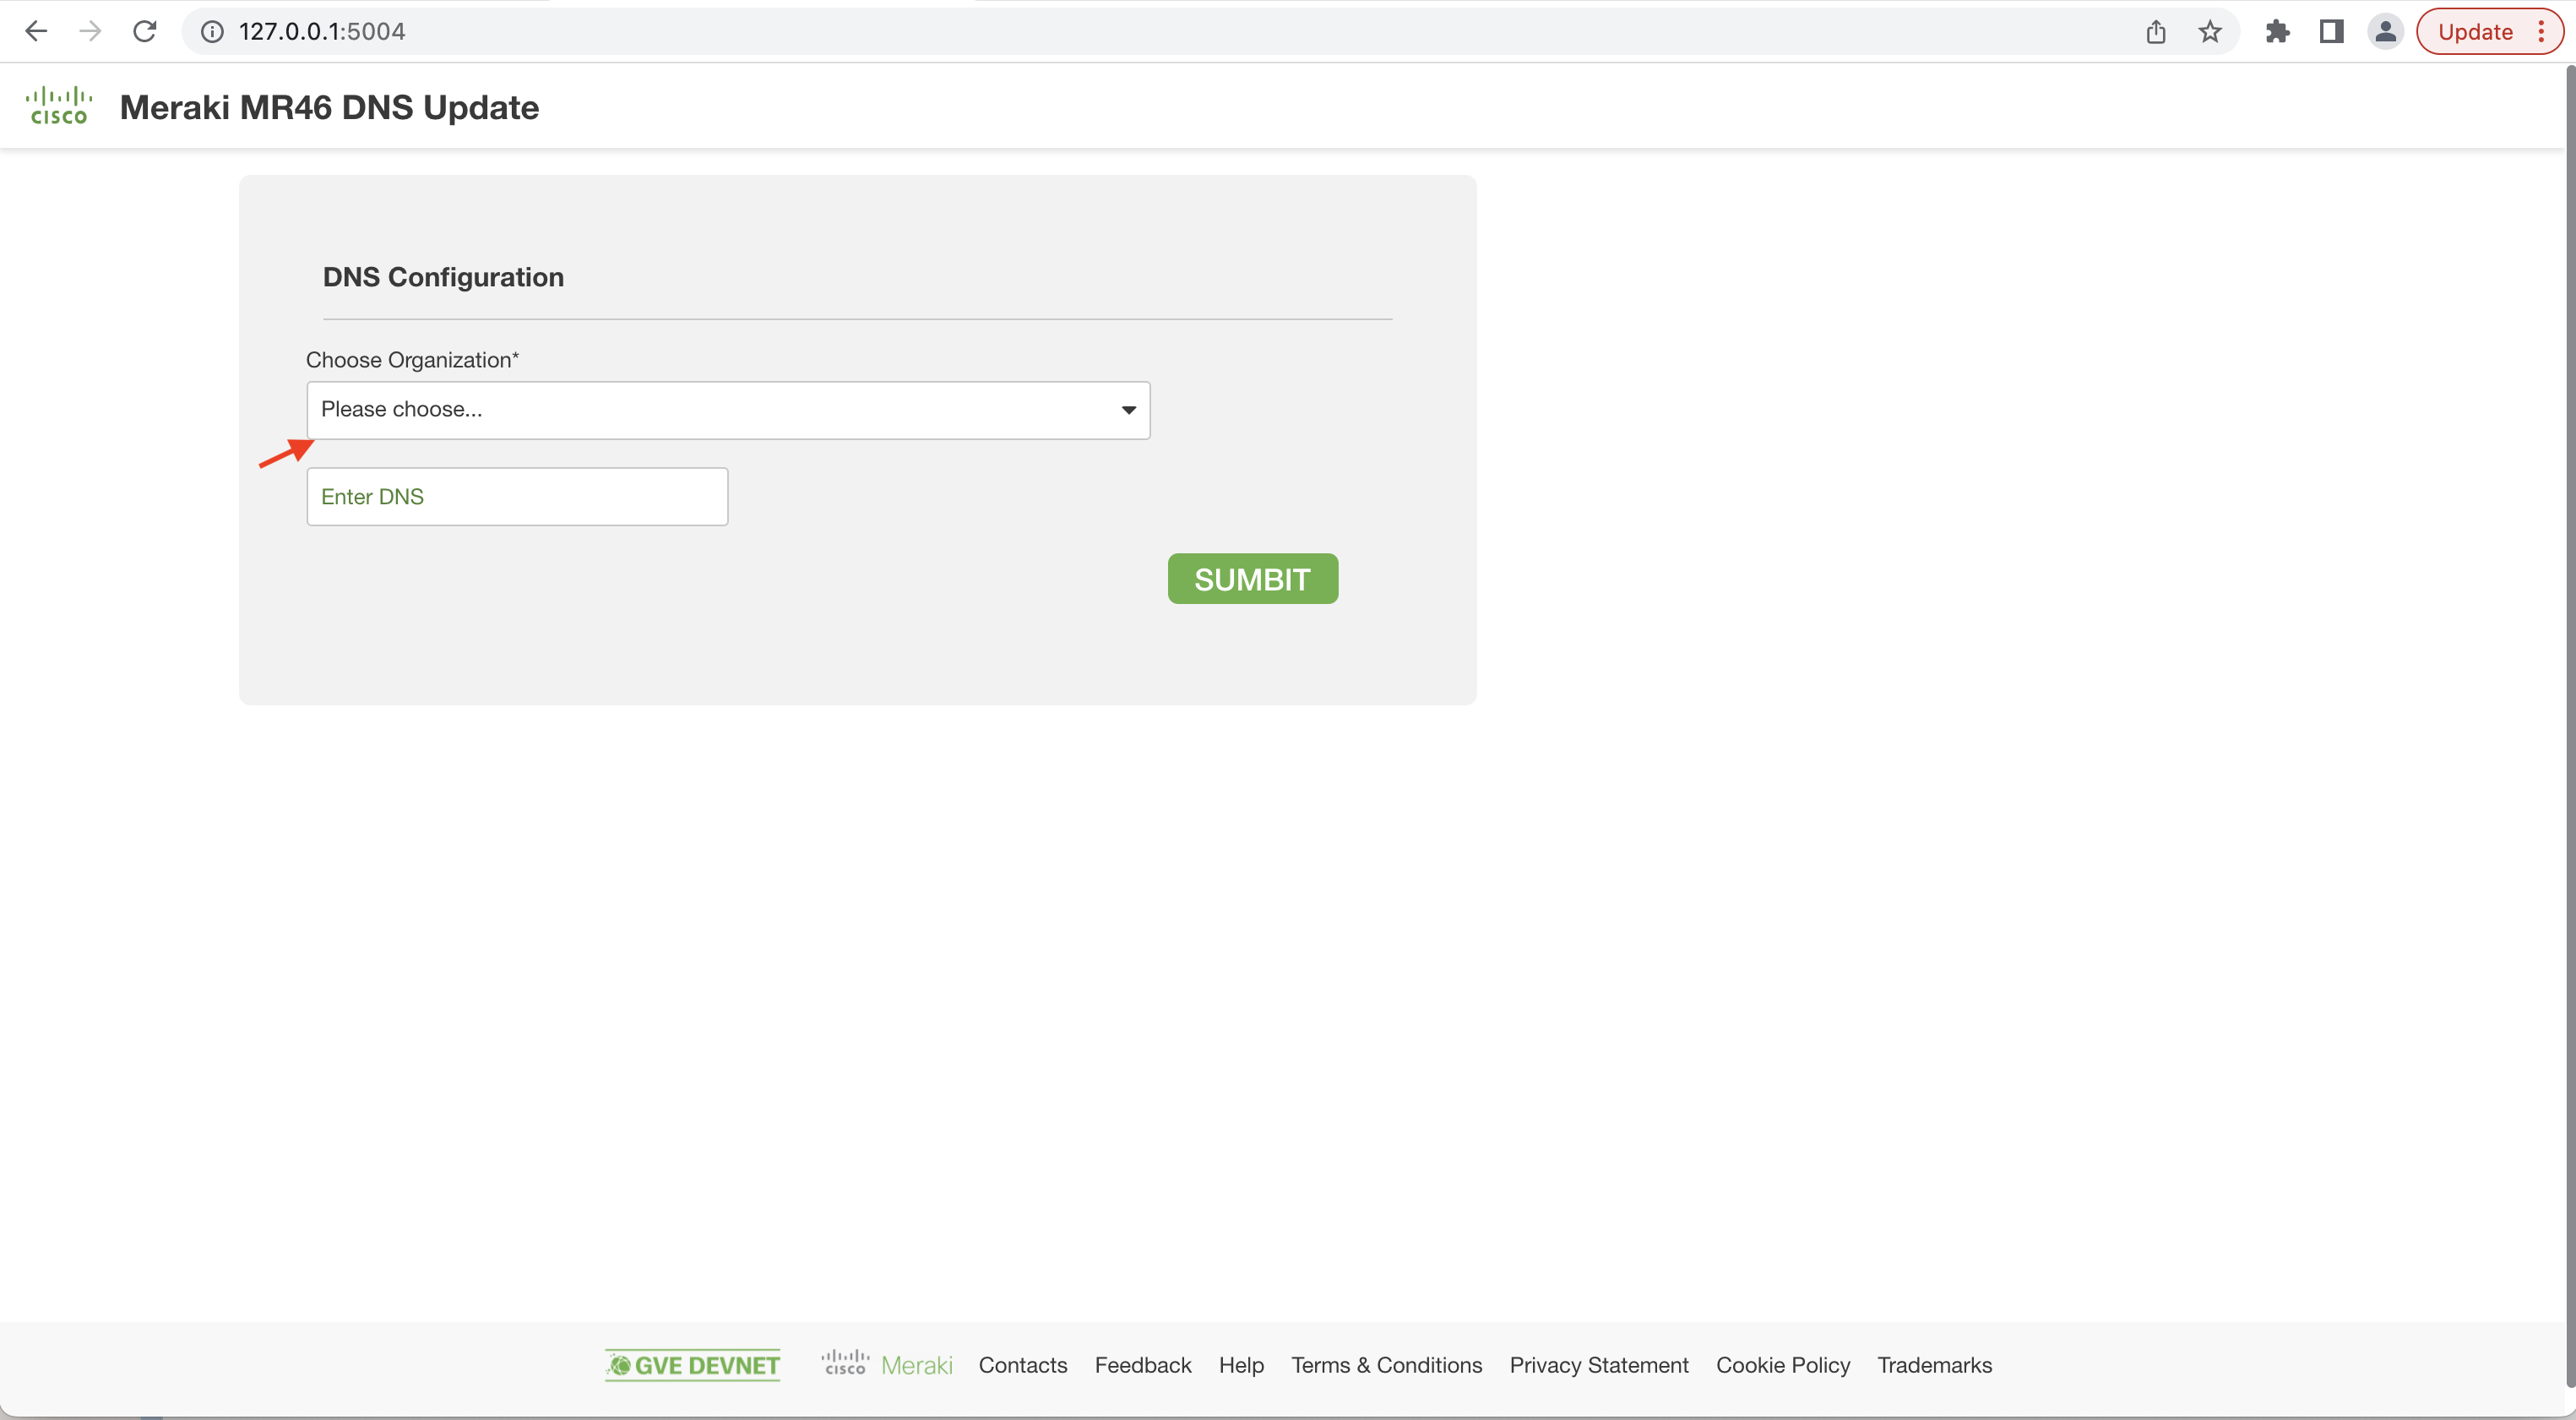 127.0.0.1:5004
Update
CISCO
Meraki MR46 DNS Update
DNS Configuration
Choose Organization*
Please choose...
Enter DNS
SUMBIT
GVE DEVNET
CISCO Meraki
Contacts
Feedback
Help
Terms & Conditions
Privacy Statement
Cookie Policy
Trademarks